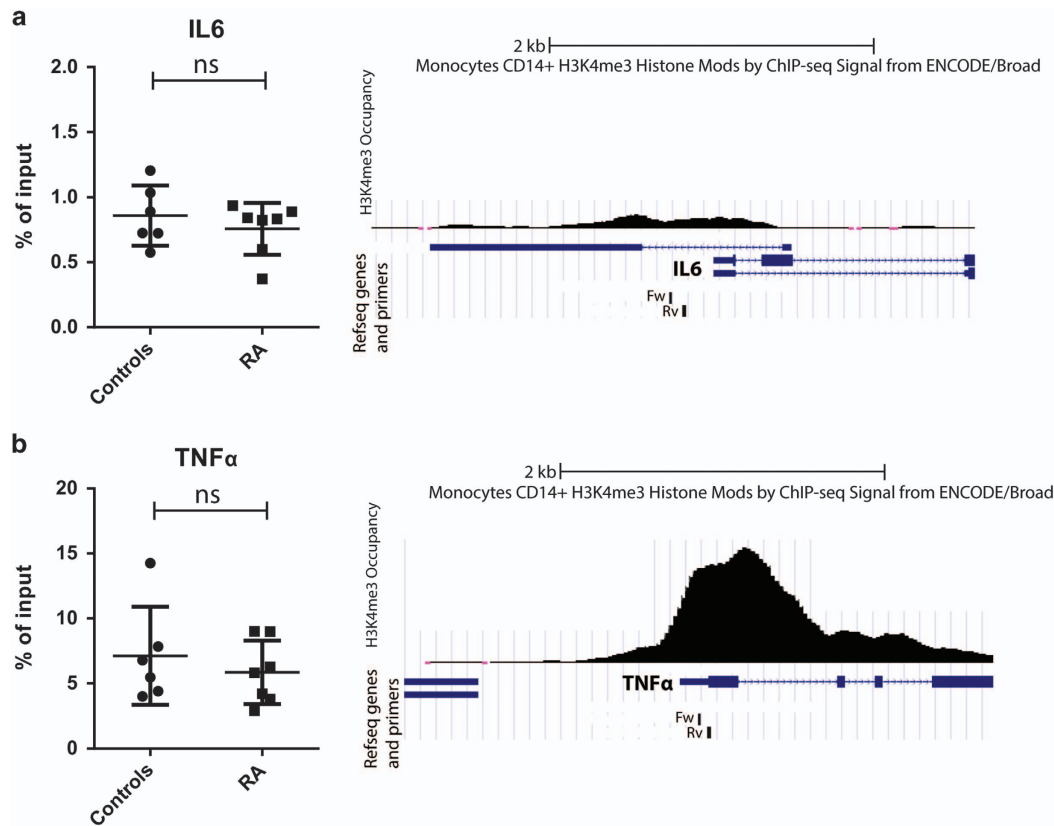 a
IL6
ns
2.0
1.5
1.0
0.5
0.0
% of input
Controls
RA
2 kb
Monocytes CD14+ H3K4me3 Histone Mods by ChIP-seq Signal from ENCODE/Broad
H3K4me3 Occupancy
Refseq genes
and primers
IL6
Fw
Rv
b
TNFα
ns
20
15
10
5
0
% of input
Controls
RA
2 kb
Monocytes CD14+ H3K4me3 Histone Mods by ChIP-seq Signal from ENCODE/Broad
H3K4me3 Occupancy
Refseq genes
and primers
TNFα
Fw
Rv